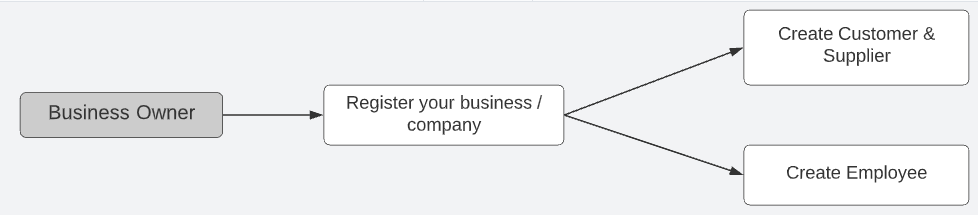 Business Owner
Register your business /
company
Create Customer &
Supplier
Create Employee